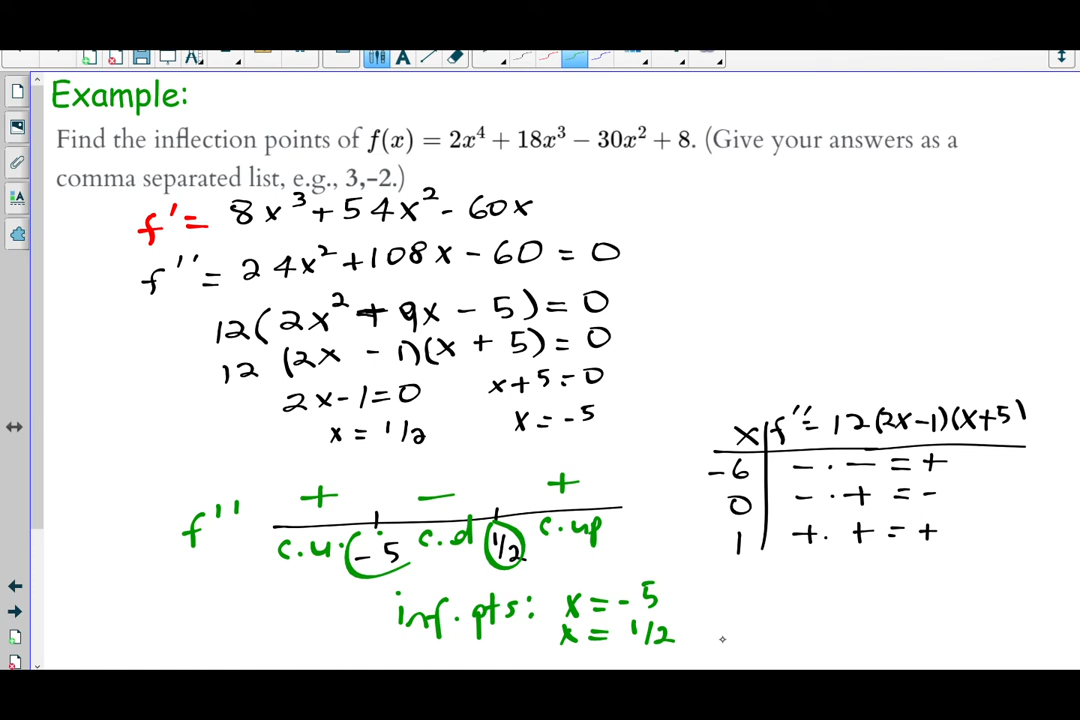 Example:
Find the inflection points of f(x) = 2x⁴ + 18x³ − 30x² + 8. (Give your answers as a
comma separated list, e.g., 3,-2.)
f' = 8x³ + 54x² - 60x
f'' = 24x² + 108x - 60 = 0
12(2x² + 9x - 5) = 0
12 (2x - 1)(x + 5) = 0
2x - 1 = 0 x + 5 = 0
x = 1/2 x = -5
x f'' = 12(2x-1)(x+5)
-6 - · - = +
0 - · + = -
1 + · + = +
+ - +
f''
c.u. c.d c.up
-5 1/2
inf. pts: x = -5
x = 1/2